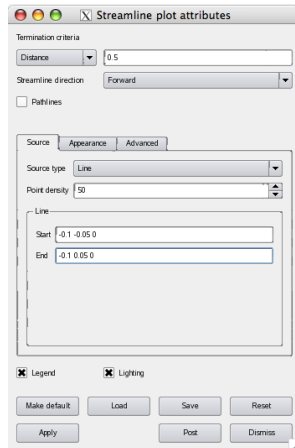 X Streamline plot attributes
Termination criteria
Distance 0.5
Streamline direction Forward
Pathlines
Source Appearance Advanced
Source type Line
Point density 50
Line
Start -0.1 -0.05 0
End -0.1 0.05 0
Legend Lighting
Make default Load Save Reset
Apply Post Dismiss